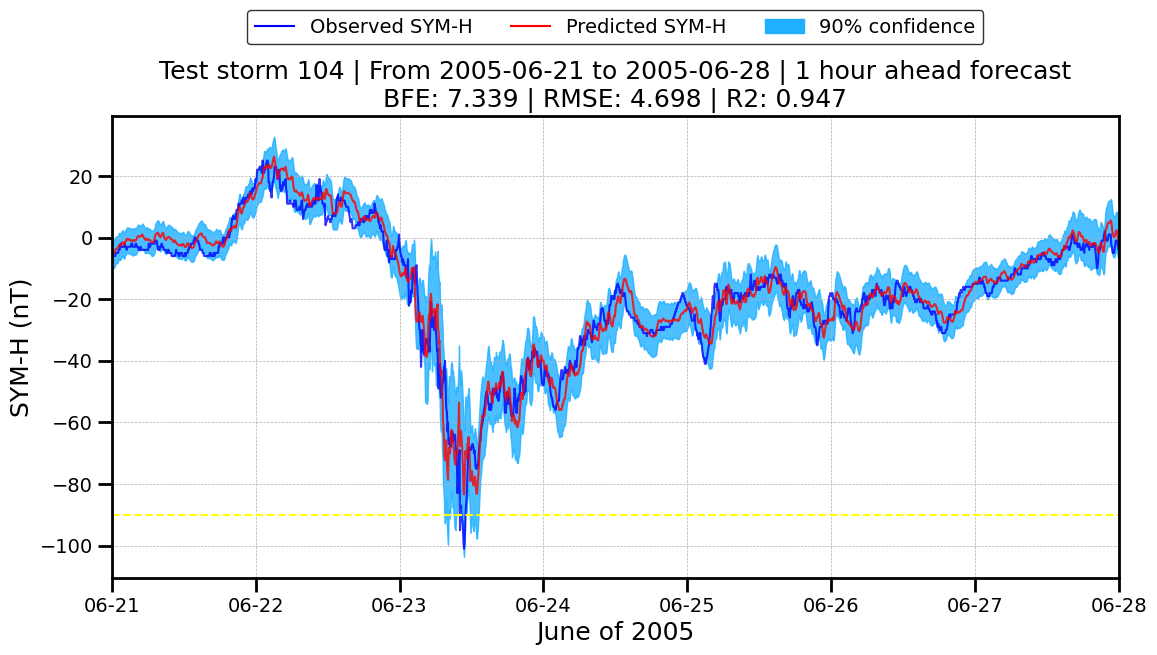 Observed SYM-H Predicted SYM-H 90% confidence
Test storm 104 | From 2005-06-21 to 2005-06-28 | 1 hour ahead forecast
BFE: 7.339 | RMSE: 4.698 | R2: 0.947
SYM-H (nT)
20
0
−20
−40
−60
−80
−100
06-21 06-22 06-23 06-24 06-25 06-26 06-27 06-28
June of 2005